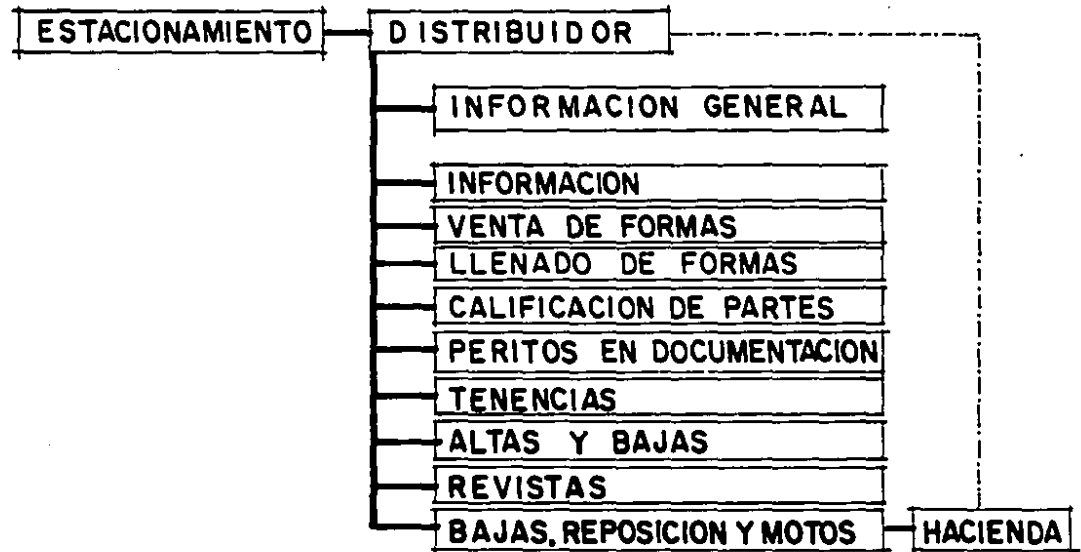 ESTACIONAMIENTO DISTRIBUIDOR
INFORMACION GENERAL
INFORMACION
VENTA DE FORMAS
LLENADO DE FORMAS
CALIFICACION DE PARTES
PERITOS EN DOCUMENTACION
TENENCIAS
ALTAS Y BAJAS
REVISTAS
BAJAS, REPOSICION Y MOTOS HACIENDA